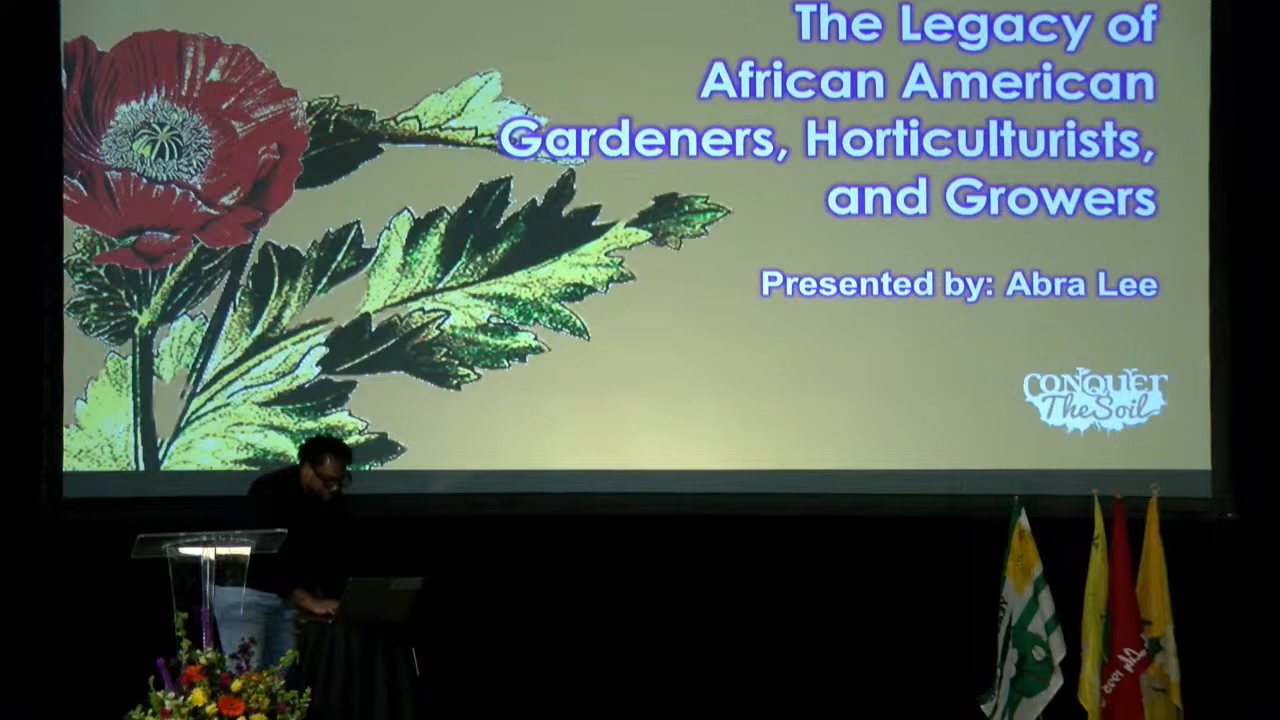 The Legacy of
African American
Gardeners, Horticulturists,
and Growers
Presented by: Abra Lee
CONQUER
The Soil